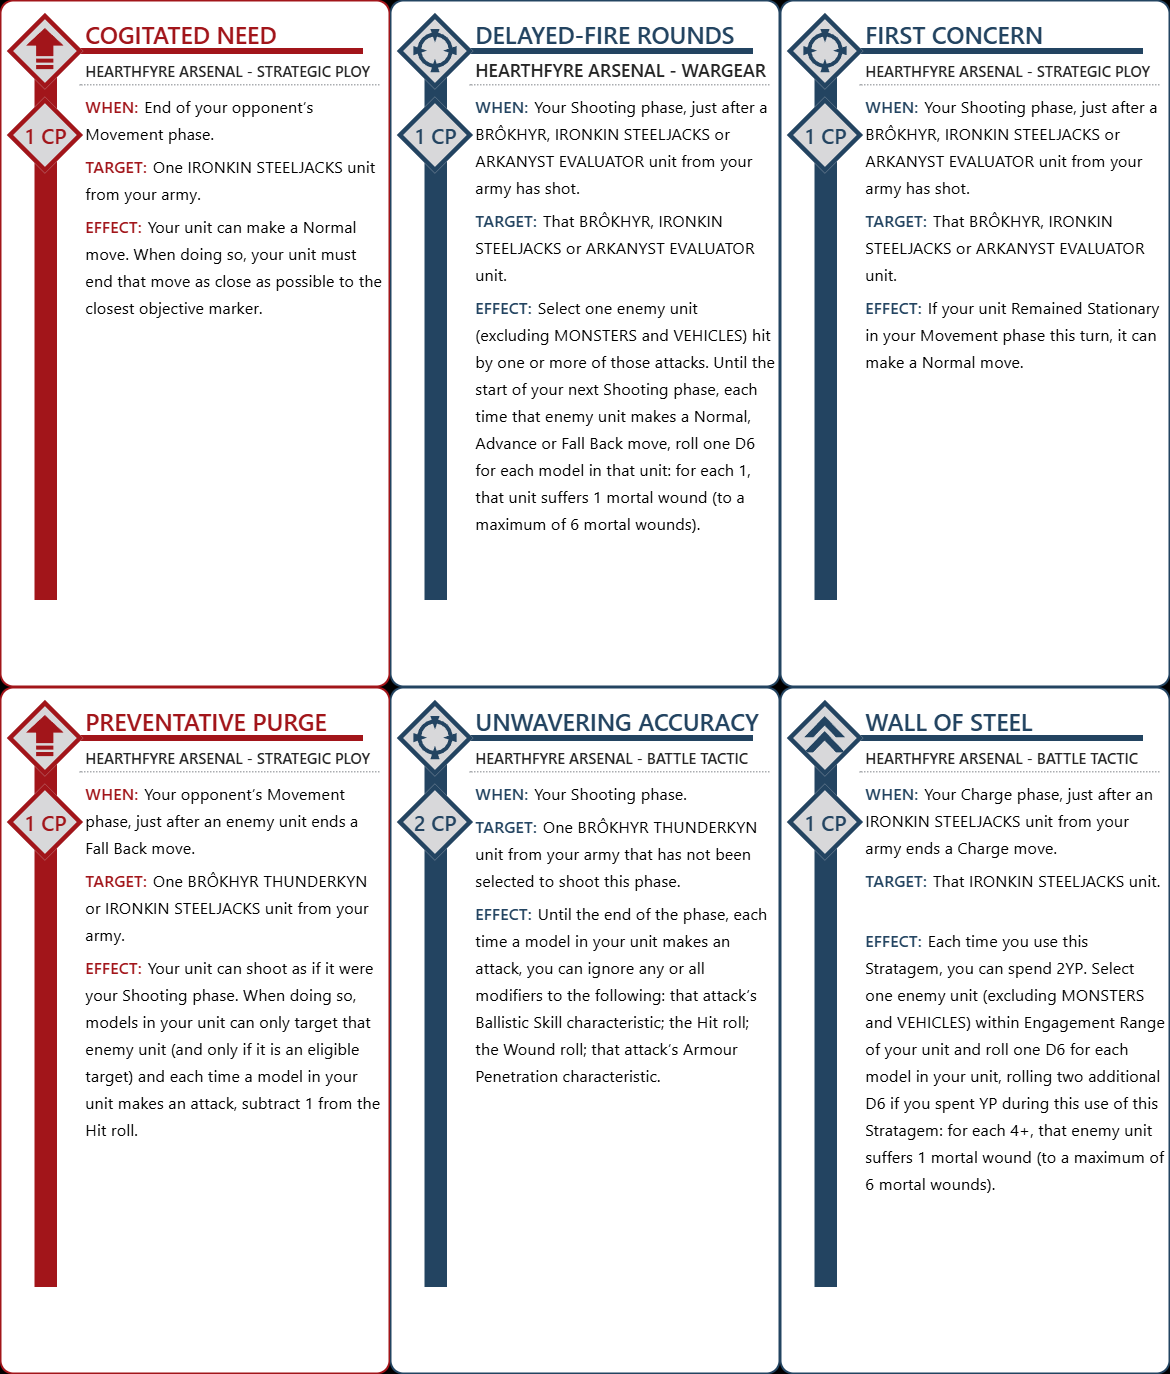 COGITATED NEED
HEARTHFYRE ARSENAL - STRATEGIC PLOY
1 CP
WHEN: End of your opponent's
Movement phase.
TARGET: One IRONKIN STEELJACKS unit
from your army.
EFFECT: Your unit can make a Normal
move. When doing so, your unit must
end that move as close as possible to the
closest objective marker.
DELAYED-FIRE ROUNDS
HEARTHFYRE ARSENAL - WARGEAR
1 CP
WHEN: Your Shooting phase, just after a
BRÔKHYR, IRONKIN STEELJACKS or
ARKANYST EVALUATOR unit from your
army has shot.
TARGET: That BRÔKHYR, IRONKIN
STEELJACKS or ARKANYST EVALUATOR
unit.
EFFECT: Select one enemy unit
(excluding MONSTERS and VEHICLES) hit
by one or more of those attacks. Until the
start of your next Shooting phase, each
time that enemy unit makes a Normal,
Advance or Fall Back move, roll one D6
for each model in that unit: for each 1,
that unit suffers 1 mortal wound (to a
maximum of 6 mortal wounds).
FIRST CONCERN
HEARTHFYRE ARSENAL - STRATEGIC PLOY
1 CP
WHEN: Your Shooting phase, just after a
BRÔKHYR, IRONKIN STEELJACKS or
ARKANYST EVALUATOR unit from your
army has shot.
TARGET: That BRÔKHYR, IRONKIN
STEELJACKS or ARKANYST EVALUATOR
unit.
EFFECT: If your unit Remained Stationary
in your Movement phase this turn, it can
make a Normal move.
PREVENTATIVE PURGE
HEARTHFYRE ARSENAL - STRATEGIC PLOY
1 CP
WHEN: Your opponent's Movement
phase, just after an enemy unit ends a
Fall Back move.
TARGET: One BRÔKHYR THUNDERKYN
or IRONKIN STEELJACKS unit from your
army.
EFFECT: Your unit can shoot as if it were
your Shooting phase. When doing so,
models in your unit can only target that
enemy unit (and only if it is an eligible
target) and each time a model in your
unit makes an attack, subtract 1 from the
Hit roll.
UNWAVERING ACCURACY
HEARTHFYRE ARSENAL - BATTLE TACTIC
2 CP
WHEN: Your Shooting phase.
TARGET: One BRÔKHYR THUNDERKYN
unit from your army that has not been
selected to shoot this phase.
EFFECT: Until the end of the phase, each
time a model in your unit makes an
attack, you can ignore any or all
modifiers to the following: that attack's
Ballistic Skill characteristic; the Hit roll;
the Wound roll; that attack's Armour
Penetration characteristic.
WALL OF STEEL
HEARTHFYRE ARSENAL - BATTLE TACTIC
1 CP
WHEN: Your Charge phase, just after an
IRONKIN STEELJACKS unit from your
army ends a Charge move.
TARGET: That IRONKIN STEELJACKS unit.
EFFECT: Each time you use this
Stratagem, you can spend 2YP. Select
one enemy unit (excluding MONSTERS
and VEHICLES) within Engagement Range
of your unit and roll one D6 for each
model in your unit, rolling two additional
D6 if you spent YP during this use of this
Stratagem: for each 4+, that enemy unit
suffers 1 mortal wound (to a maximum of
6 mortal wounds).